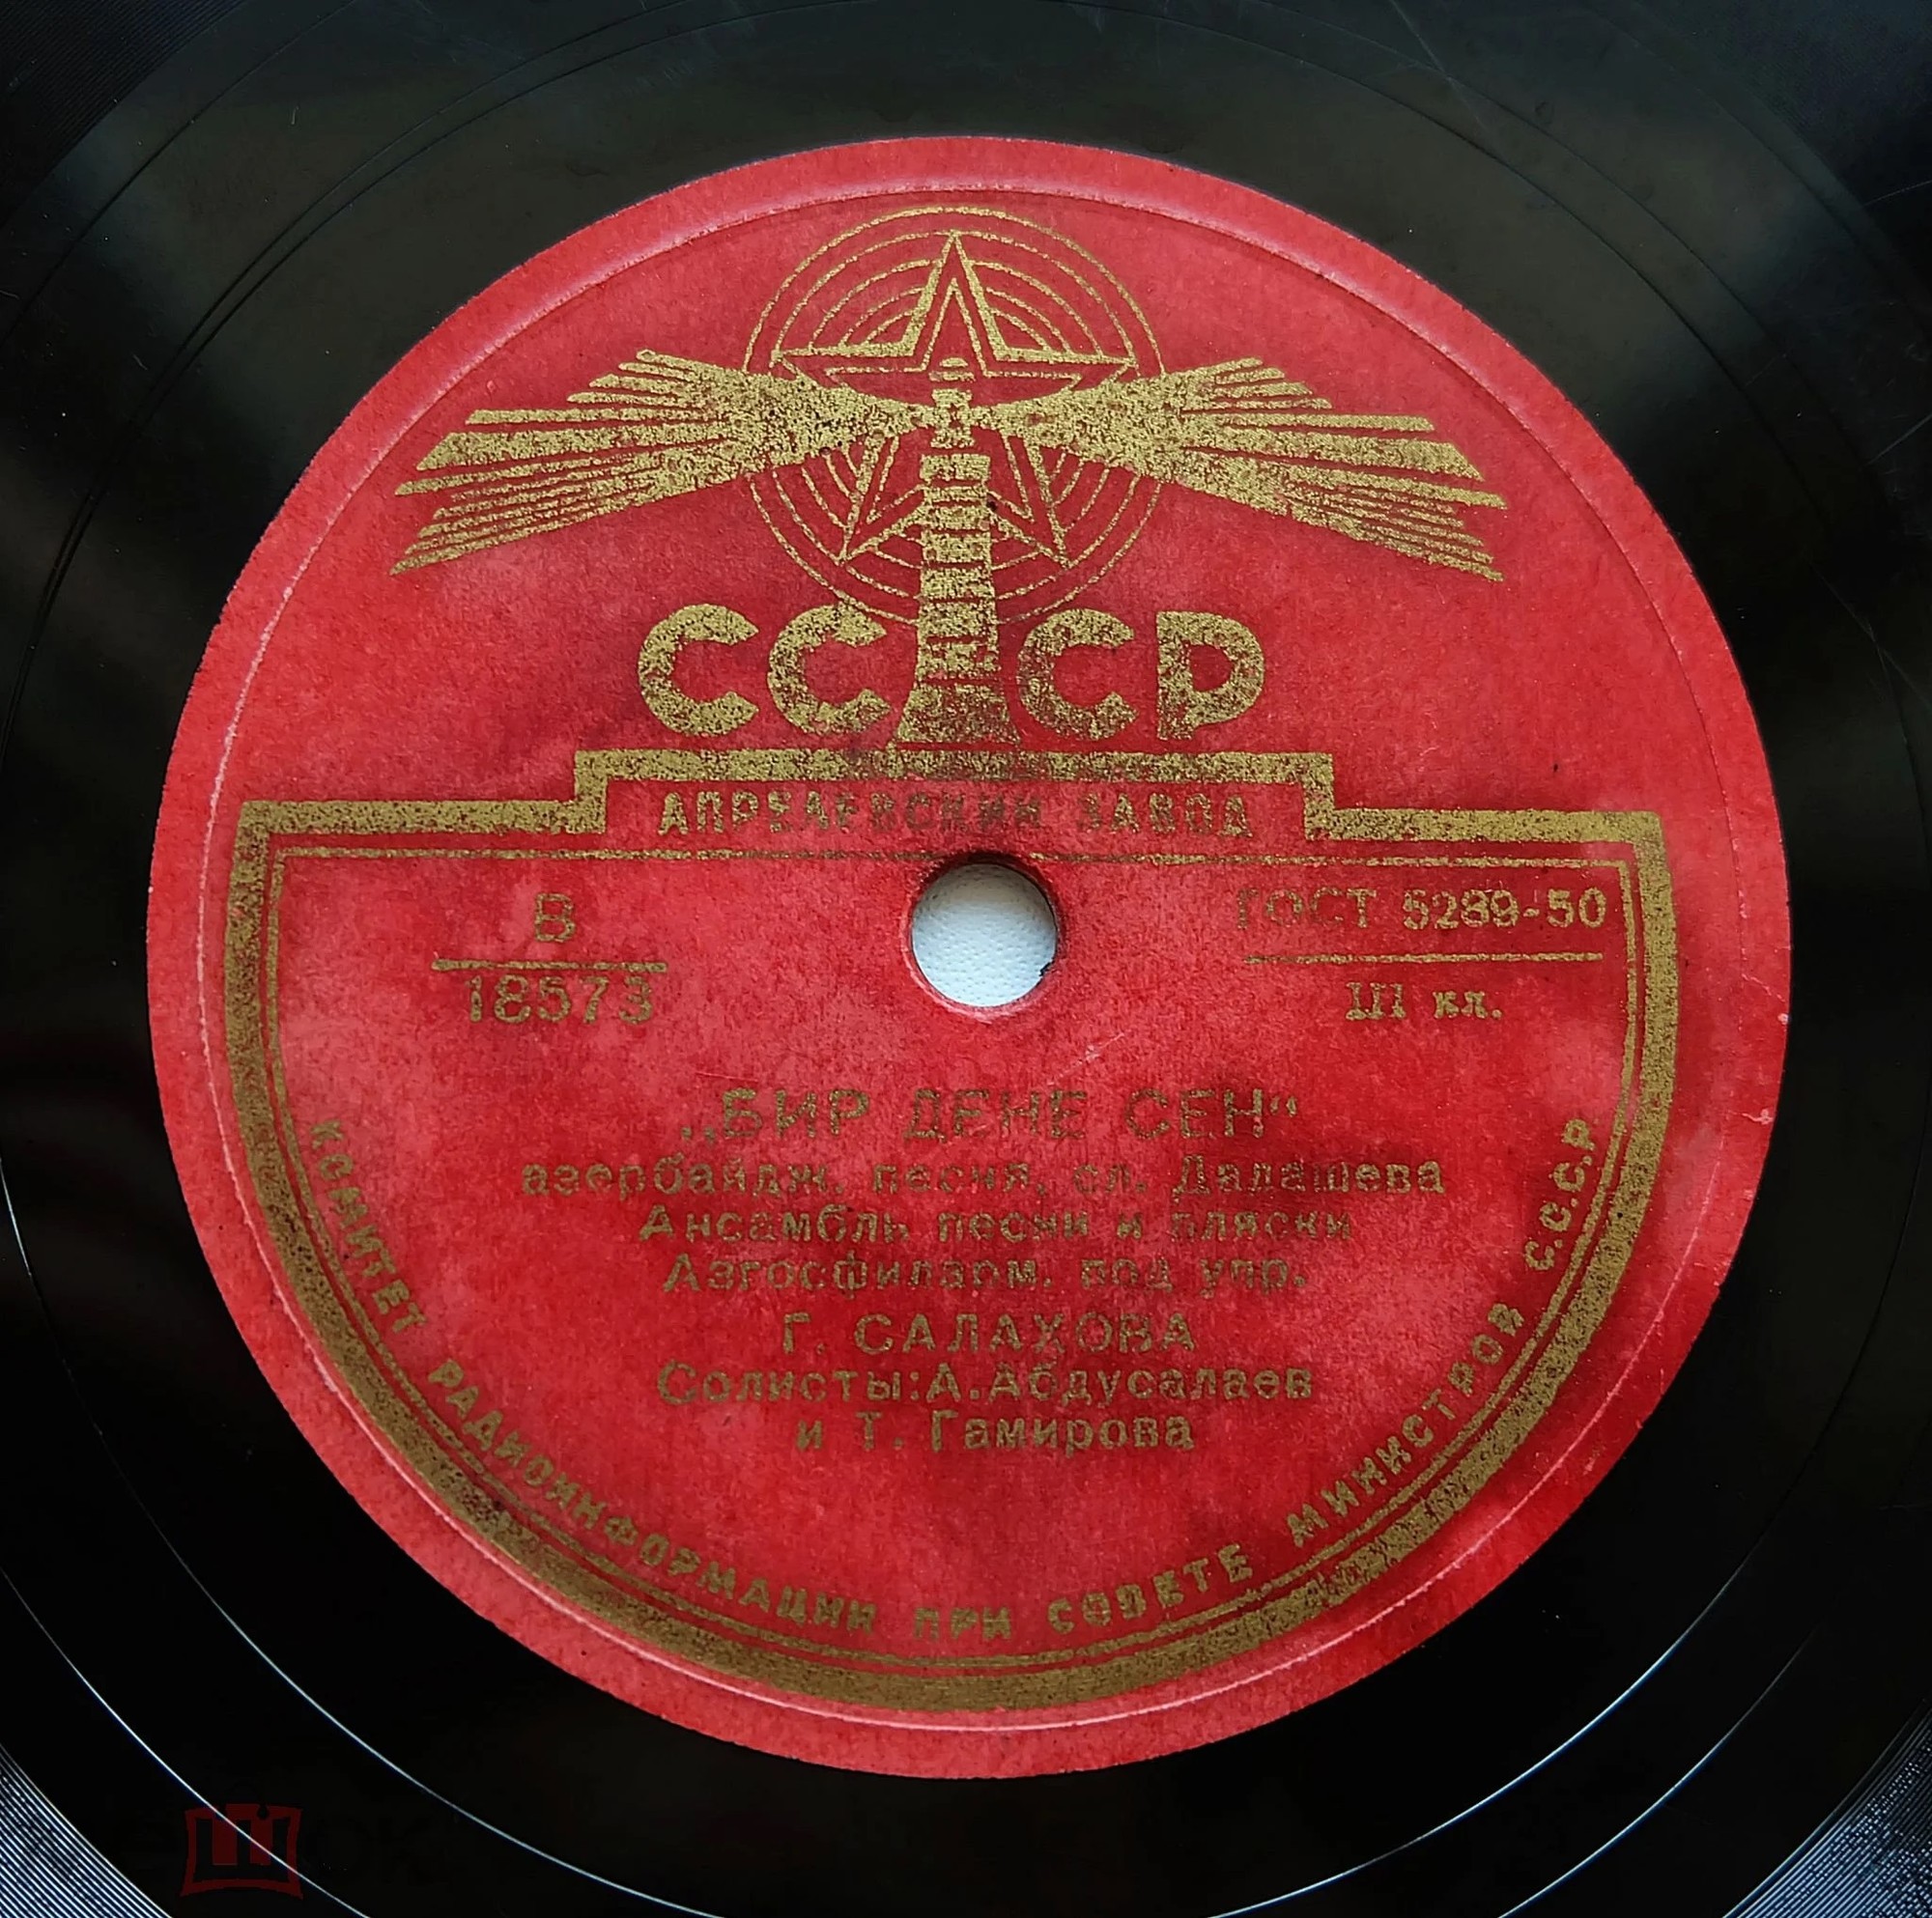 СССР
АПРЕЛЕВСКИЙ ЗАВОД
В
18573
ГОСТ 5289-50
III кл.
„БИР ДЕНЕ СЕН“
азербайдж. песня, сл. Далашева
Ансамбль песни и пляски
Азгосфиларм. под упр.
Г. САЛАХОВА
Солисты: А. Абдусалаев
и Т. Гамирова
КОМИТЕТ РАДИОИНФОРМАЦИИ ПРИ СОВЕТЕ МИНИСТРОВ С.С.С.Р